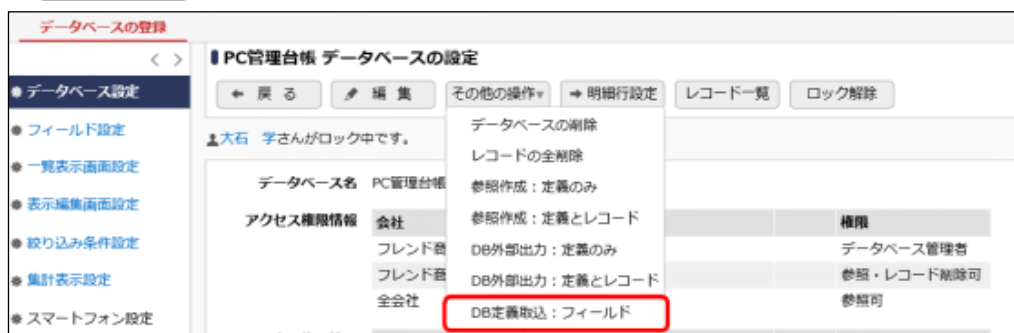 データベースの登録
< >
PC管理台帳 データベースの設定
データベース設定
← 戻 る
編 集
その他の操作▼
→ 明細行設定
レコード一覧
ロック解除
フィールド設定
大石 学さんがロック中です。
データベースの削除
レコードの全削除
一覧表示画面設定
データベース名 PC管理台帳
参照作成:定義のみ
表示編集画面設定
アクセス権限情報 会社
参照作成:定義とレコード
権限
絞り込み条件設定
フレンド商
DB外部出力:定義のみ
データベース管理者
集計表示設定
フレンド商
DB外部出力:定義とレコード
参照・レコード削除可
全会社
DB定義取込:フィールド
参照可
スマートフォン設定